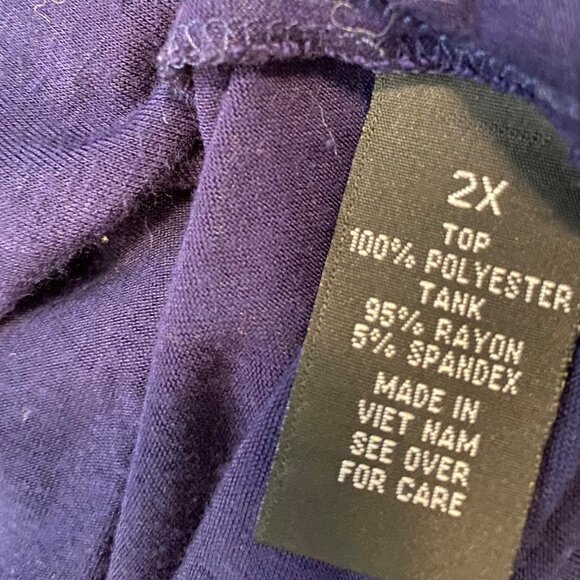 2X
TOP
100% POLYESTER
TANK
95% RAYON
5% SPANDEX
MADE IN
VIET NAM
SEE OVER
FOR CARE